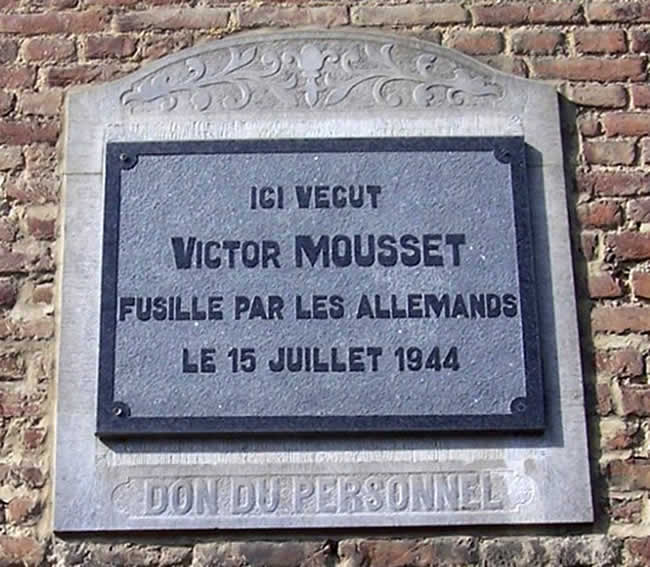 ICI VECUT
VICTOR MOUSSET
FUSILLE PAR LES ALLEMANDS
LE 15 JUILLET 1944
DON DU PERSONNEL